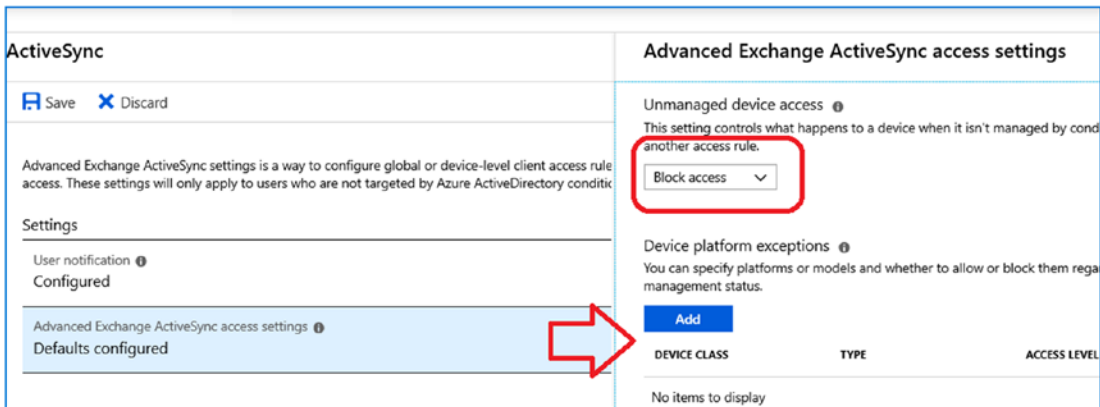 ActiveSync
Save Discard
Advanced Exchange ActiveSync settings is a way to configure global or device-level client access rule
access. These settings will only apply to users who are not targeted by Azure ActiveDirectory conditic
Settings
User notification
Configured
Advanced Exchange ActiveSync access settings
Defaults configured
Advanced Exchange ActiveSync access settings
Unmanaged device access
This setting controls what happens to a device when it isn't managed by cond
another access rule.
Block access
Device platform exceptions
You can specify platforms or models and whether to allow or block them rega
management status.
Add
DEVICE CLASS TYPE ACCESS LEVEL
No items to display